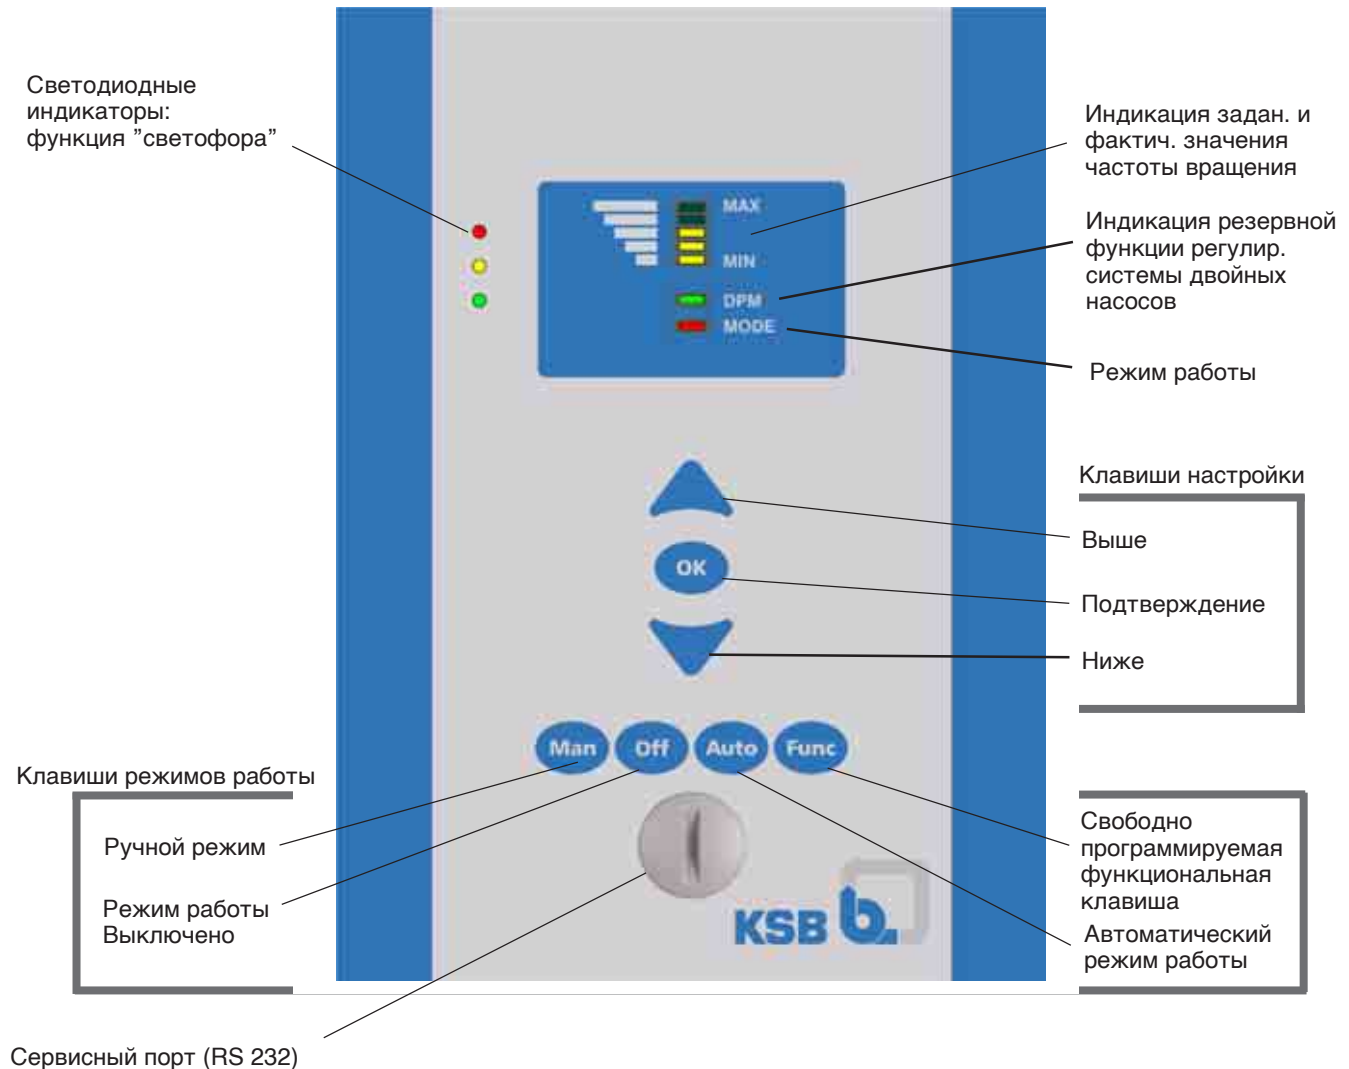 Светодиодные
индикаторы:
функция ”светофора”
Индикация задан. и
фактич. значения
частоты вращения
MAX
MIN
DPM
MODE
Индикация резервной
функции регулир.
системы двойных
насосов
Режим работы
Клавиши настройки
Выше
OK
Подтверждение
Ниже
Man Off Auto Func
Клавиши режимов работы
Ручной режим
Режим работы
Выключено
Свободно
программируемая
функциональная
клавиша
Автоматический
режим работы
KSB b
Сервисный порт (RS 232)